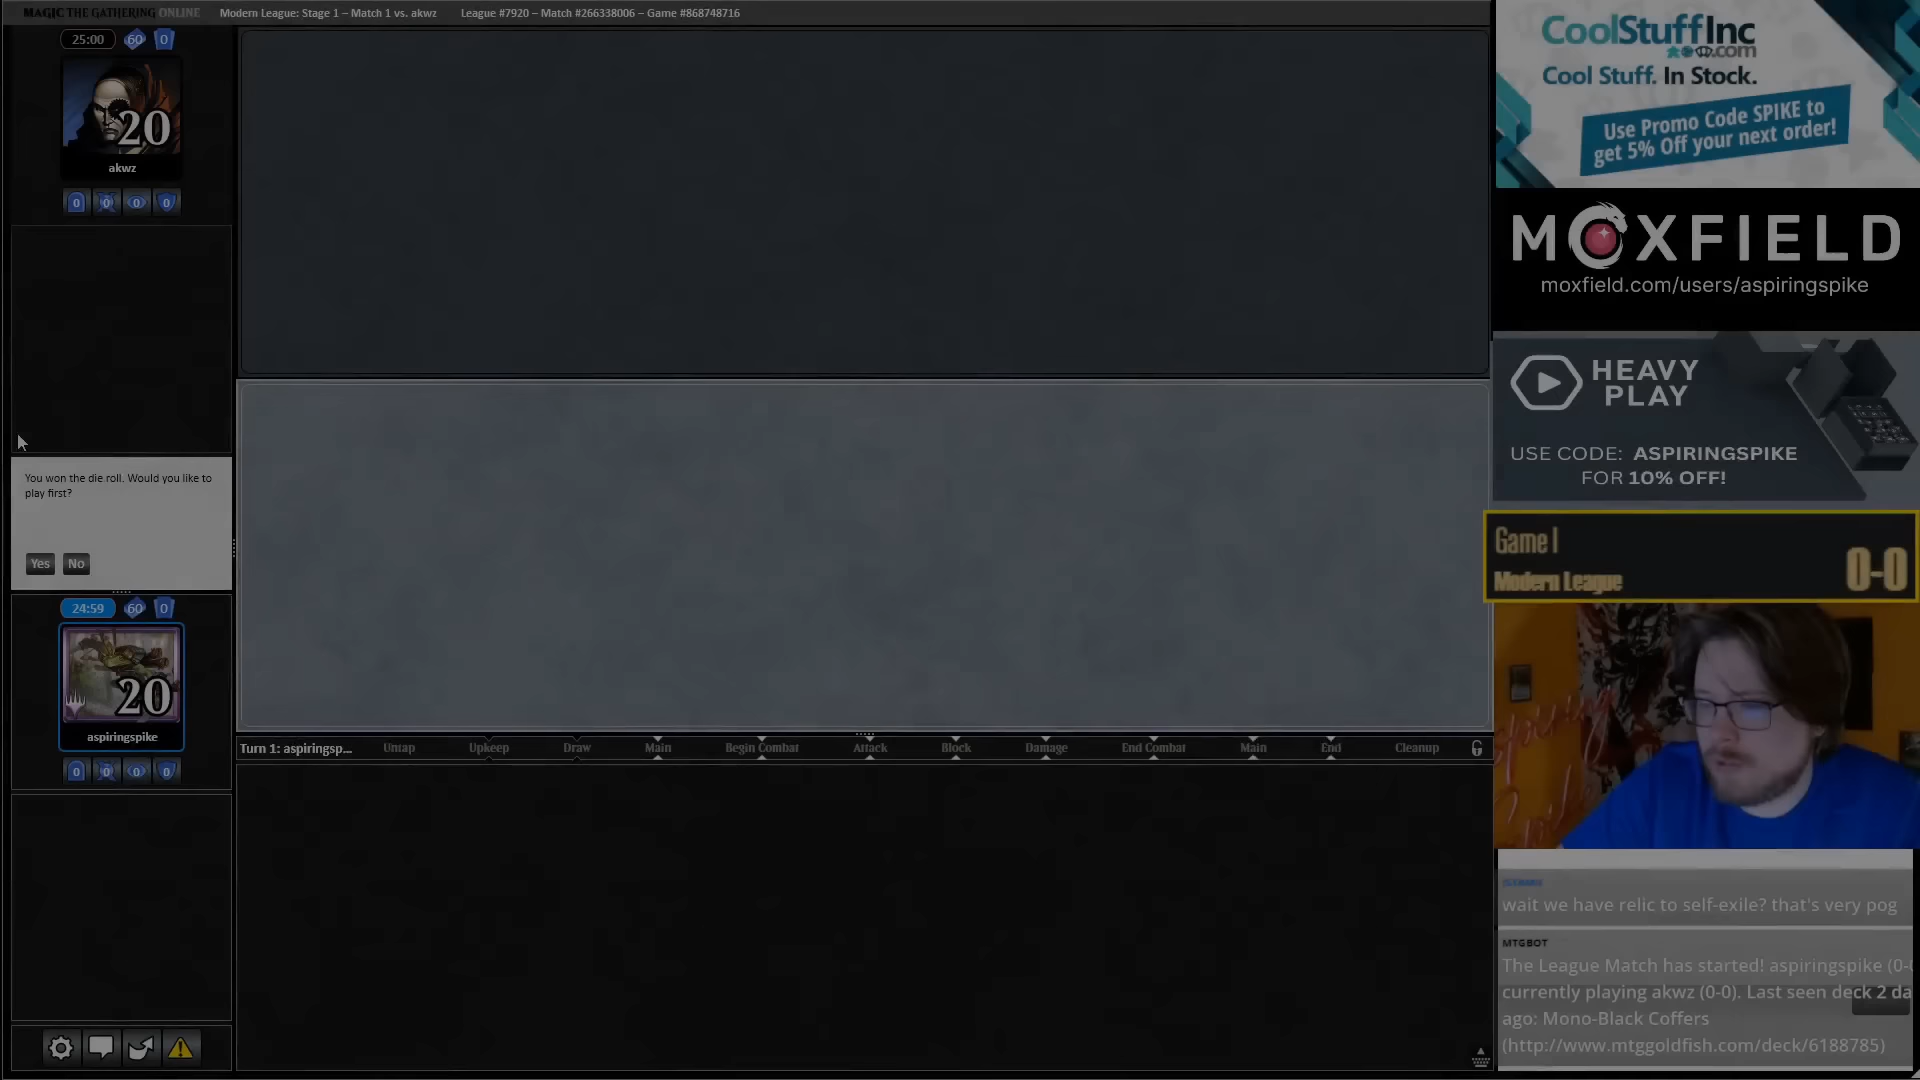 MAGIC THE GATHERING ONLINE
Modern League: Stage 1 – Match 1 vs. akwz
League #7920 – Match #266338006 – Game #868748716
25:00 60 0
20
akwz
0 0 0 0
You won the die roll. Would you like to
play first?
Yes No
24:59 60 0
20
aspiringspike
0 0 0 0
Turn 1: aspiringsp... Untap Upkeep Draw Main Begin Combat Attack Block Damage End Combat Main End Cleanup
CoolStuffInc
.com
Cool Stuff. In Stock.
Use Promo Code SPIKE to
get 5% Off your next order!
MOXFIELD
moxfield.com/users/aspiringspike
HEAVY
PLAY
USE CODE: ASPIRINGSPIKE
FOR 10% OFF!
Game 1
Modern League
0-0
wait we have relic to self-exile? that's very pog
MTGBOT
The League Match has started! aspiringspike (0-0
currently playing akwz (0-0). Last seen deck 2 da
ago: Mono-Black Coffers
(http://www.mtggoldfish.com/deck/6188785)